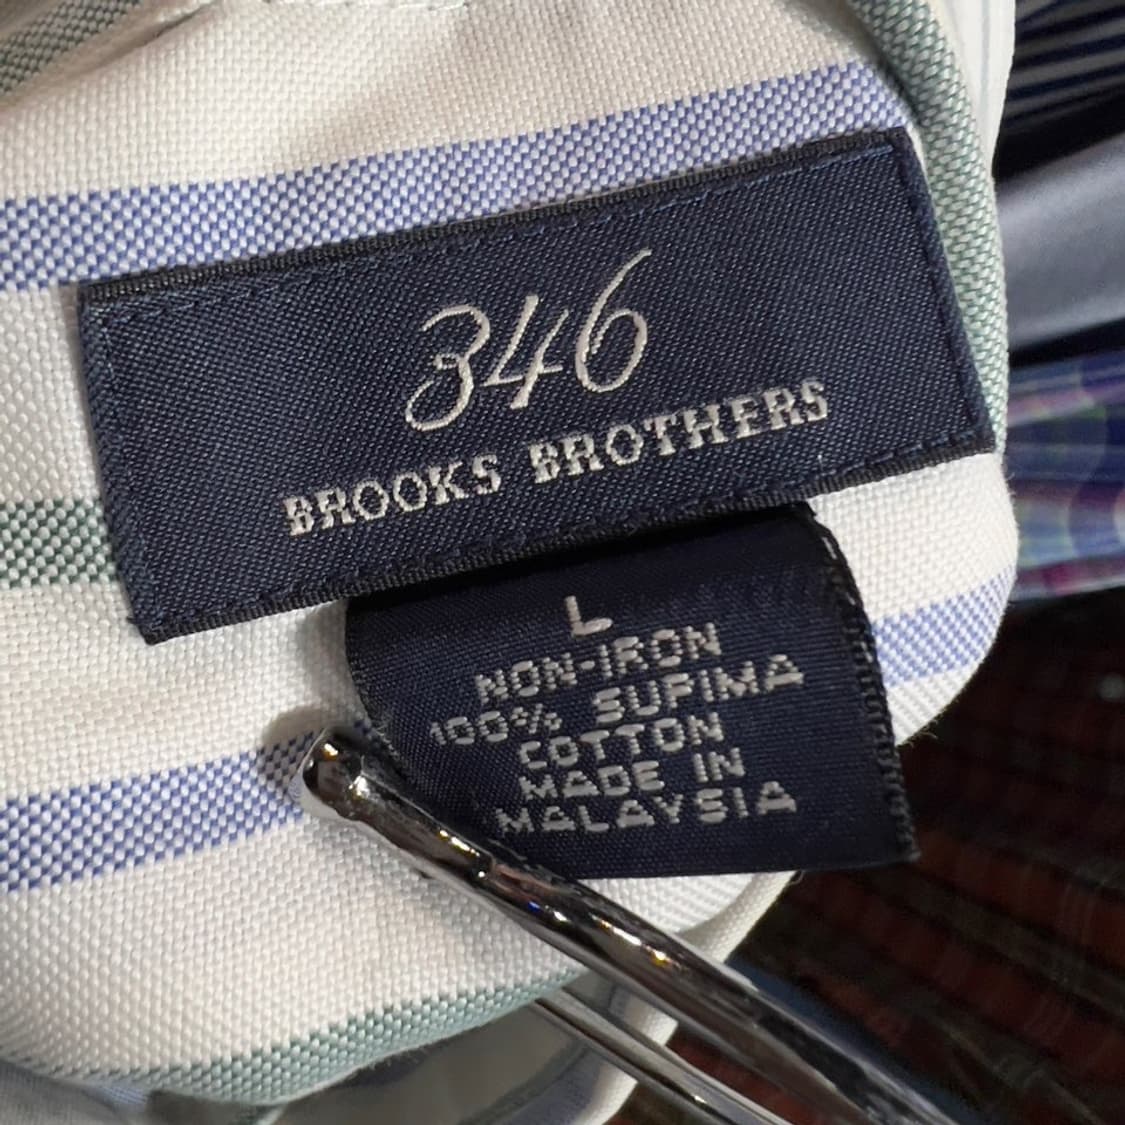 346
BROOKS BROTHERS
L
NON-IRON
100% SUPIMA
COTTON
MADE IN
MALAYSIA